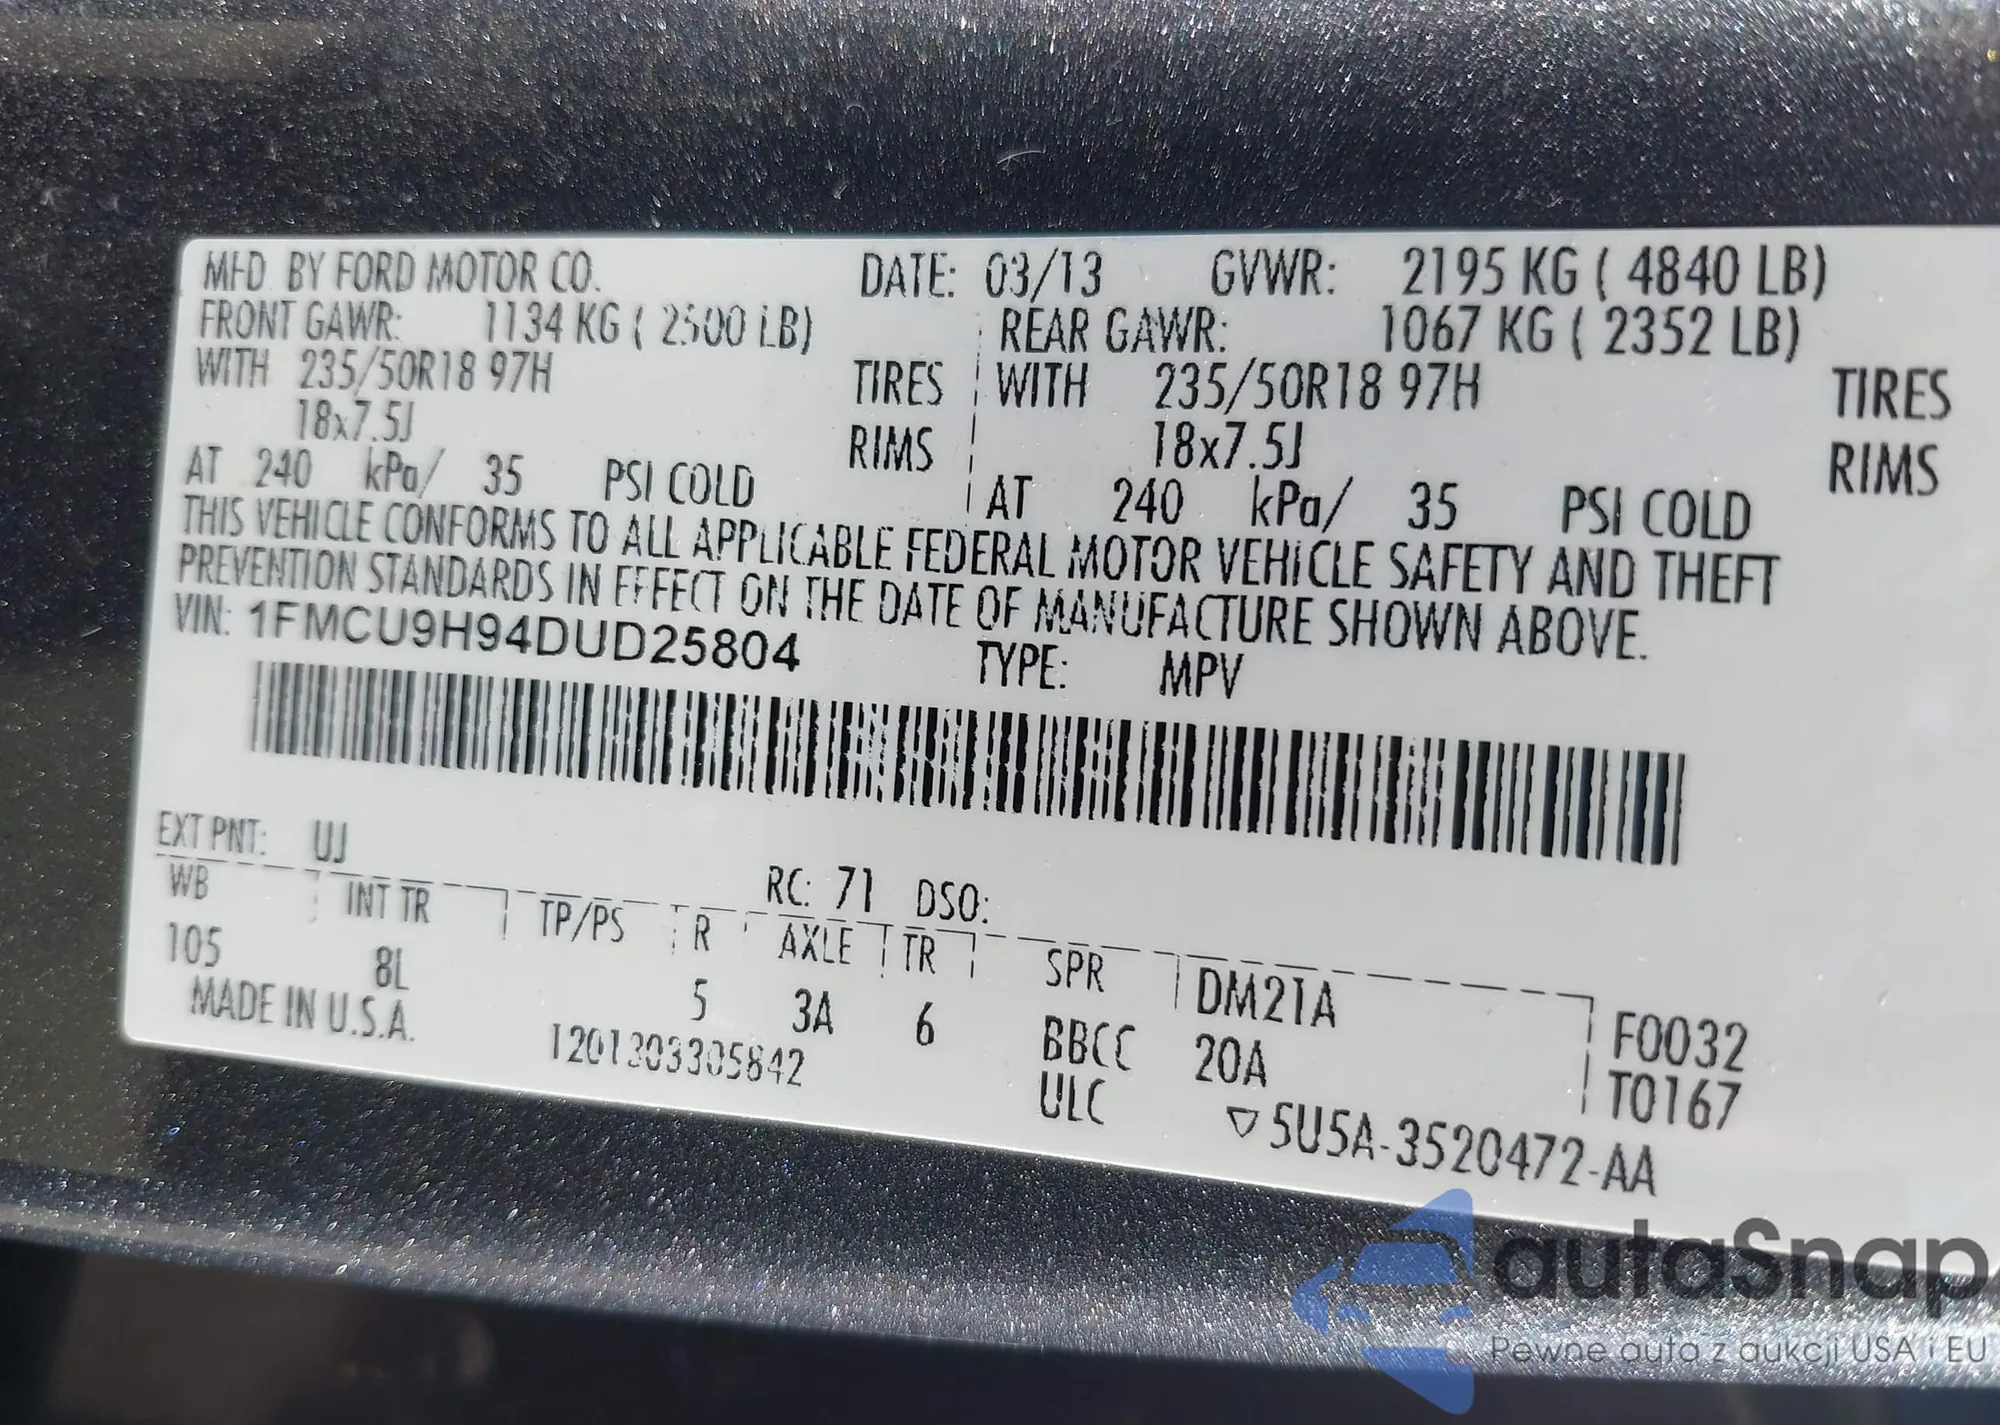 MFD. BY FORD MOTOR CO. DATE: 03/13 GVWR: 2195 KG ( 4840 LB)
FRONT GAWR: 1134 KG ( 2500 LB) REAR GAWR: 1067 KG ( 2352 LB)
WITH 235/50R18 97H TIRES WITH 235/50R18 97H TIRES
18x7.5J RIMS 18x7.5J RIMS
AT 240 kPa/ 35 PSI COLD AT 240 kPa/ 35 PSI COLD
THIS VEHICLE CONFORMS TO ALL APPLICABLE FEDERAL MOTOR VEHICLE SAFETY AND THEFT
PREVENTION STANDARDS IN EFFECT ON THE DATE OF MANUFACTURE SHOWN ABOVE.
VIN: 1FMCU9H94DUD25804 TYPE: MPV
EXT PNT: UJ RC: 71 DSO:
WB INT TR TP/PS R AXLE TR SPR DM2TA F0032
105 8L 5 3A 6 BBCC 20A T0167
MADE IN U.S.A. 1201303305842 ULC ▽5U5A-3520472-AA
autaSnap
Pewne auta z aukcji USA i EU